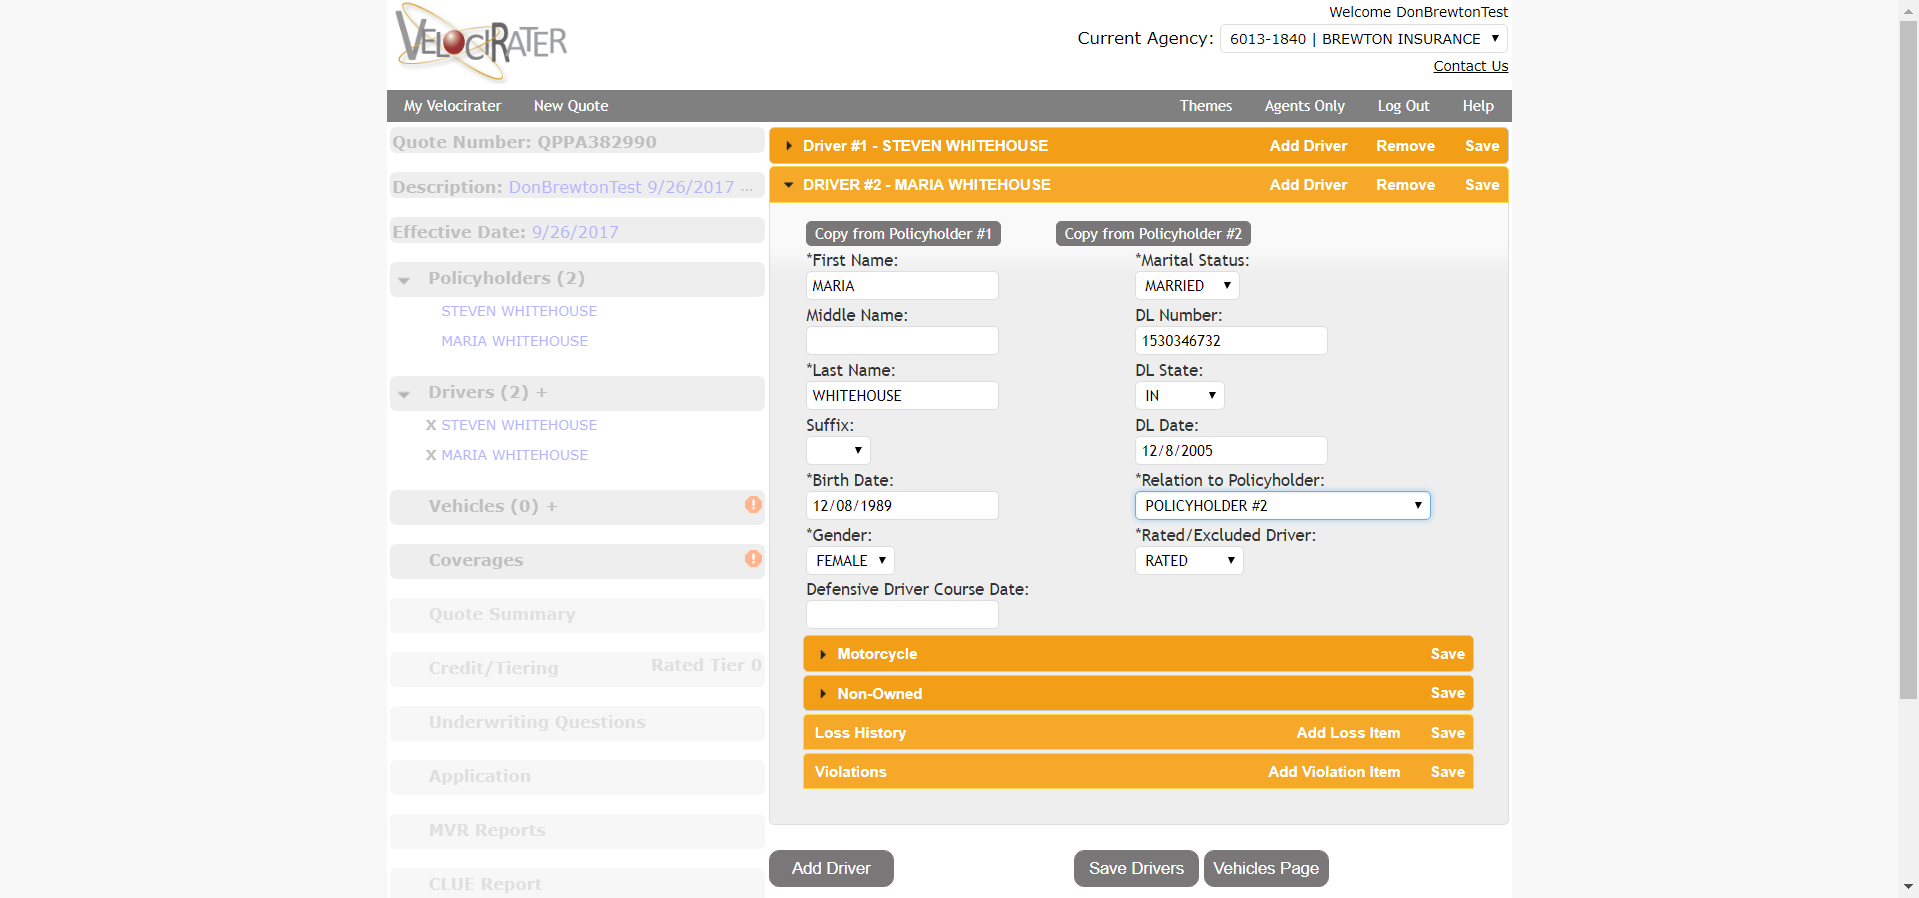 VELOCIRATER
Welcome DonBrewtonTest
Current Agency: 6013-1840 | BREWTON INSURANCE
Contact Us
My Velocirater New Quote Themes Agents Only Log Out Help
Quote Number: QPPA382990
Description: DonBrewtonTest 9/26/2017 ...
Effective Date: 9/26/2017
Policyholders (2)
STEVEN WHITEHOUSE
MARIA WHITEHOUSE
Drivers (2) +
X STEVEN WHITEHOUSE
X MARIA WHITEHOUSE
Vehicles (0) +
Coverages
Quote Summary
Credit/Tiering Rated Tier 0
Underwriting Questions
Application
MVR Reports
CLUE Report
Driver #1 - STEVEN WHITEHOUSE Add Driver Remove Save
DRIVER #2 - MARIA WHITEHOUSE Add Driver Remove Save
Copy from Policyholder #1 Copy from Policyholder #2
*First Name: *Marital Status:
MARIA MARRIED
Middle Name: DL Number:
1530346732
*Last Name: DL State:
WHITEHOUSE IN
Suffix: DL Date:
12/8/2005
*Birth Date: *Relation to Policyholder:
12/08/1989 POLICYHOLDER #2
*Gender: *Rated/Excluded Driver:
FEMALE RATED
Defensive Driver Course Date:
Motorcycle Save
Non-Owned Save
Loss History Add Loss Item Save
Violations Add Violation Item Save
Add Driver Save Drivers Vehicles Page